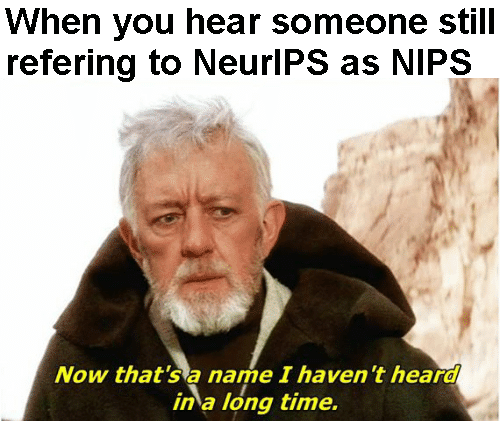 When you hear someone still
refering to NeurIPS as NIPS
Now that's a name I haven't heard
in a long time.